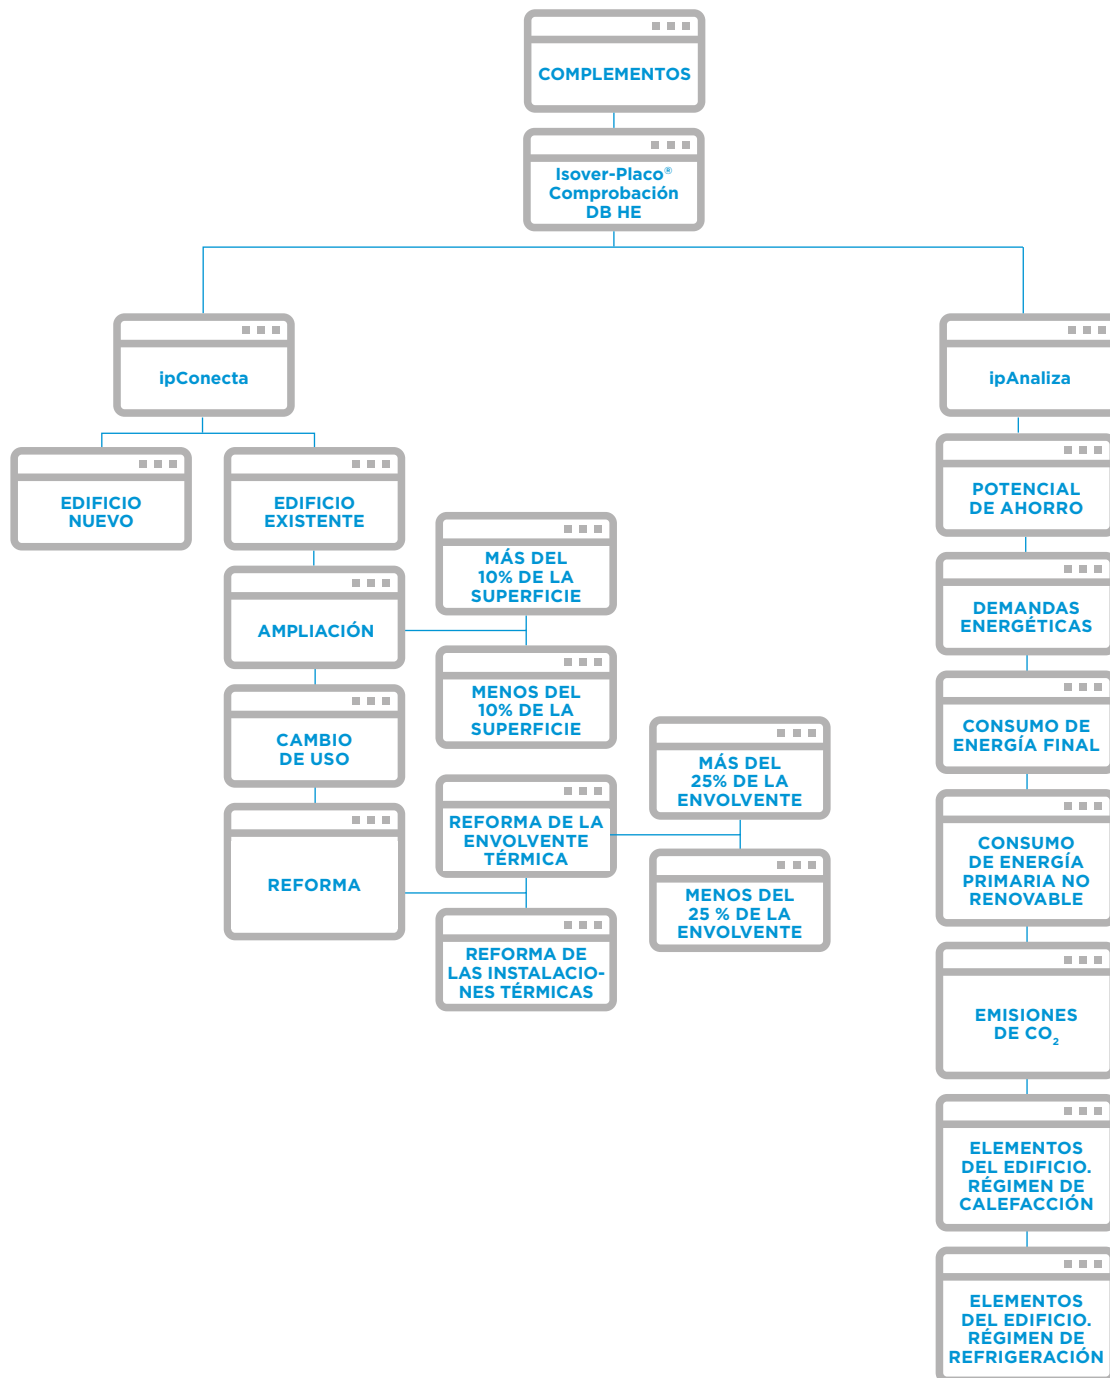 COMPLEMENTOS
Isover-Placo®
Comprobación
DB HE
ipConecta
ipAnaliza
EDIFICIO
NUEVO
EDIFICIO
EXISTENTE
AMPLIACIÓN
MÁS DEL
10% DE LA
SUPERFICIE
MENOS DEL
10% DE LA
SUPERFICIE
CAMBIO
DE USO
REFORMA
REFORMA DE LA
ENVOLVENTE
TÉRMICA
MÁS DEL
25% DE LA
ENVOLVENTE
MENOS DEL
25 % DE LA
ENVOLVENTE
REFORMA DE
LAS INSTALACIO-
NES TÉRMICAS
POTENCIAL
DE AHORRO
DEMANDAS
ENERGÉTICAS
CONSUMO DE
ENERGÍA FINAL
CONSUMO
DE ENERGÍA
PRIMARIA NO
RENOVABLE
EMISIONES
DE CO₂
ELEMENTOS
DEL EDIFICIO.
RÉGIMEN DE
CALEFACCIÓN
ELEMENTOS
DEL EDIFICIO.
RÉGIMEN DE
REFRIGERACIÓN